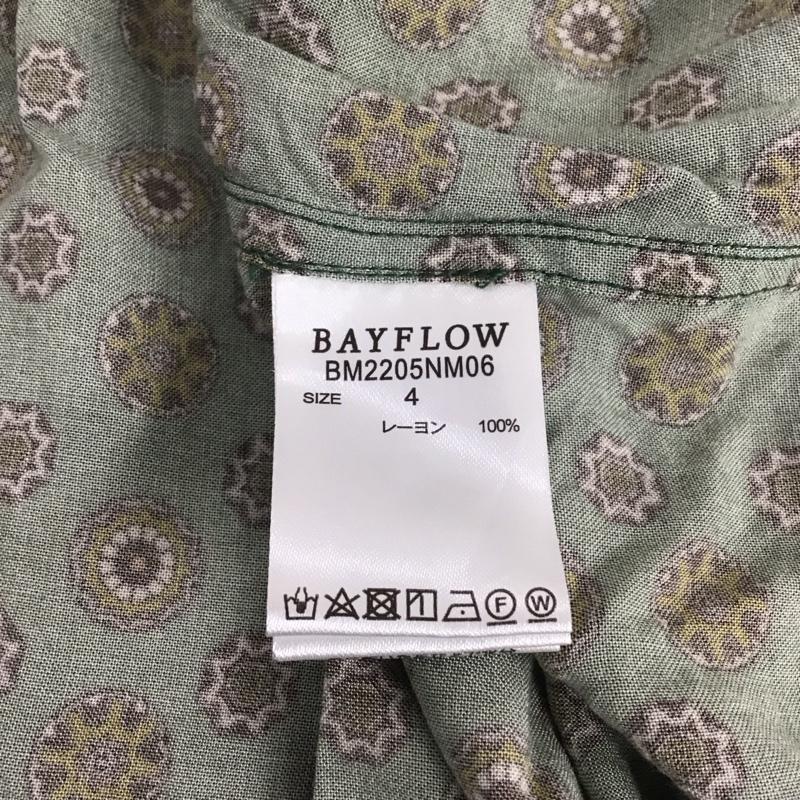 BAYFLOW
BM2205NM06
SIZE 4
レーヨン 100%
F W